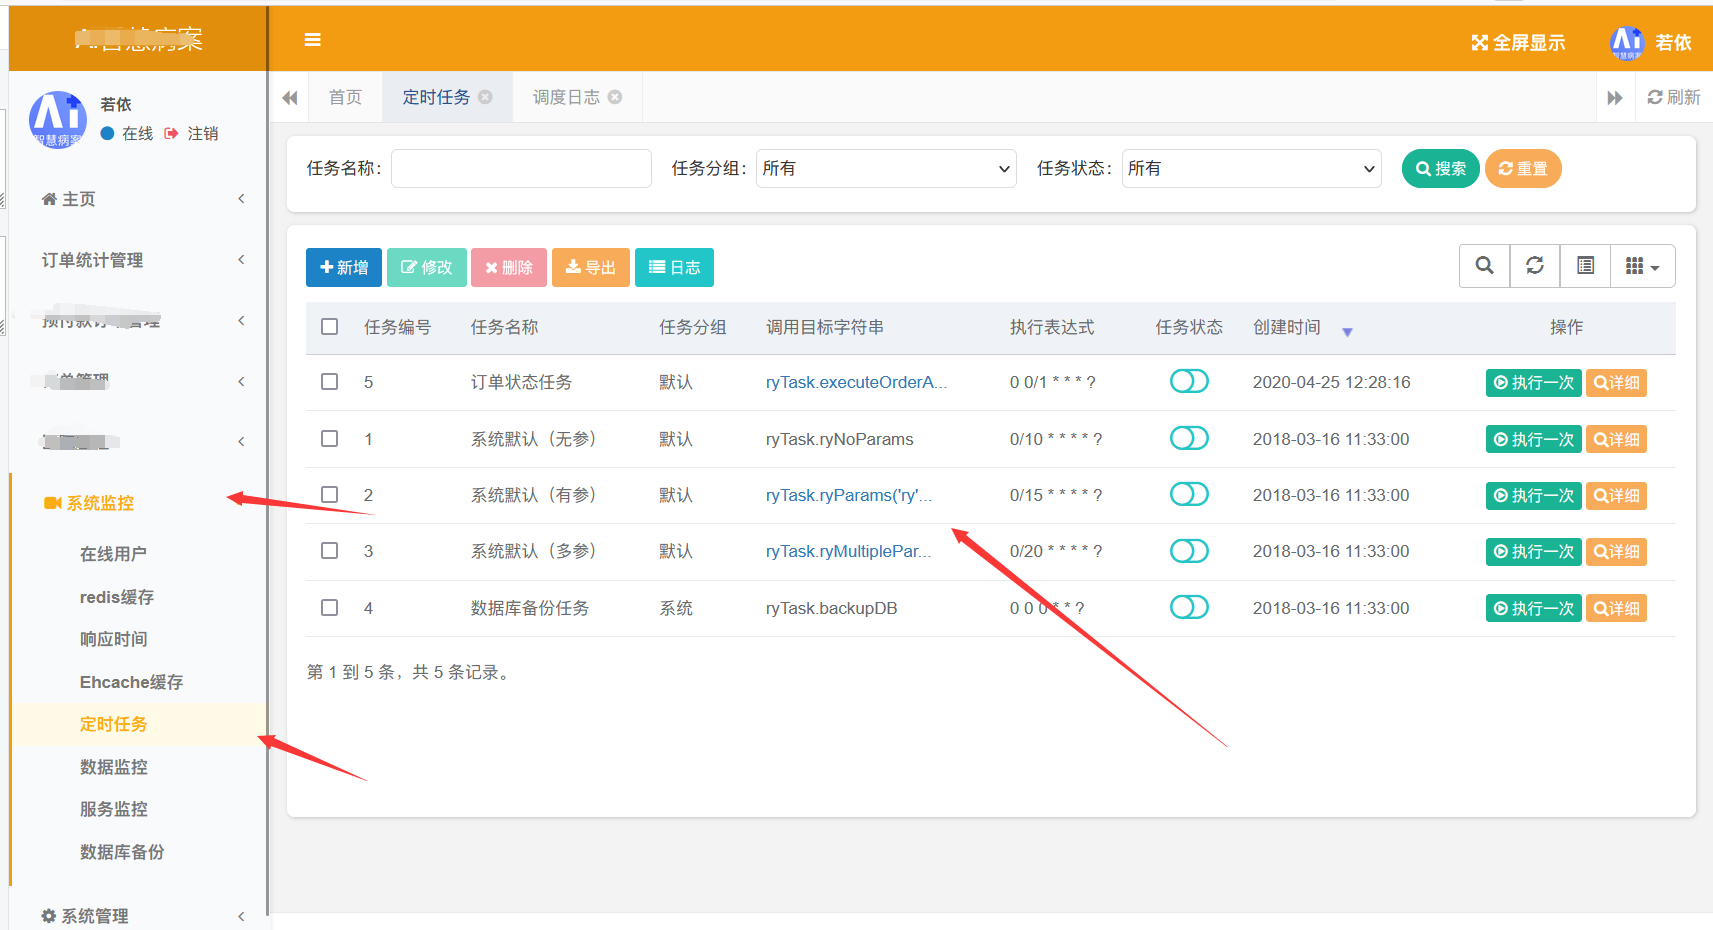 全屏显示
若依
若依
在线 注销
智慧病案
首页 定时任务 调度日志 刷新
任务名称： 任务分组： 所有 任务状态： 所有 搜索 重置
主页
订单统计管理
系统监控
在线用户
redis缓存
响应时间
Ehcache缓存
定时任务
数据监控
服务监控
数据库备份
系统管理
新增 修改 删除 导出 日志
任务编号 任务名称 任务分组 调用目标字符串 执行表达式 任务状态 创建时间 操作
5 订单状态任务 默认 ryTask.executeOrderA... 0 0/1 * * * ? 2020-04-25 12:28:16 执行一次 详细
1 系统默认（无参） 默认 ryTask.ryNoParams 0/10 * * * * ? 2018-03-16 11:33:00 执行一次 详细
2 系统默认（有参） 默认 ryTask.ryParams('ry'... 0/15 * * * * ? 2018-03-16 11:33:00 执行一次 详细
3 系统默认（多参） 默认 ryTask.ryMultiplePar... 0/20 * * * * ? 2018-03-16 11:33:00 执行一次 详细
4 数据库备份任务 系统 ryTask.backupDB 0 0 0 * * ? 2018-03-16 11:33:00 执行一次 详细
第 1 到 5 条，共 5 条记录。